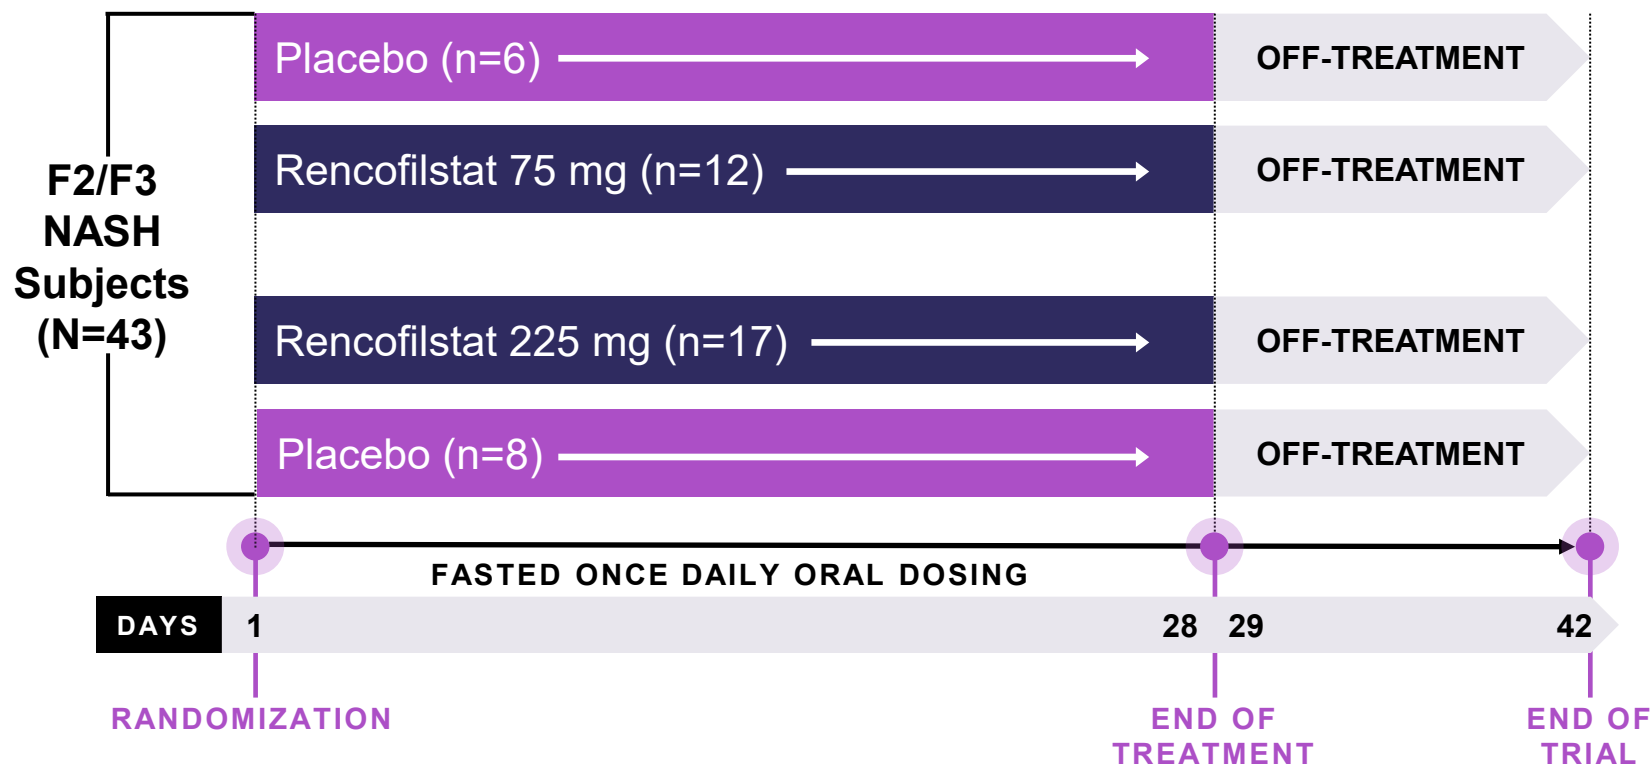 Placebo (n=6)
OFF-TREATMENT
Rencofilstat 75 mg (n=12)
OFF-TREATMENT
F2/F3
NASH
Subjects
(N=43)
Rencofilstat 225 mg (n=17)
OFF-TREATMENT
Placebo (n=8)
OFF-TREATMENT
FASTED ONCE DAILY ORAL DOSING
DAYS 1 28 29 42
RANDOMIZATION
END OF
TREATMENT
END OF
TRIAL